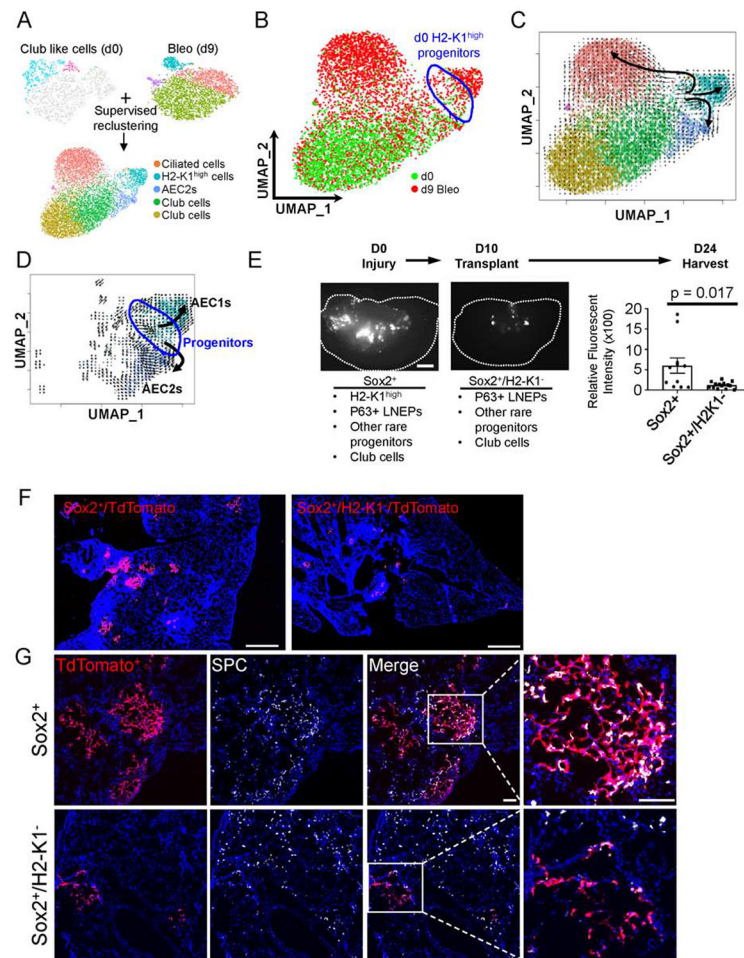 A
Club like cells (d0)
Bleo (d9)
+
Supervised
reclustering
Ciliated cells
H2-K1high cells
AEC2s
Club cells
Club cells
B
d0 H2-K1high
progenitors
UMAP_2
UMAP_1
d0
d9 Bleo
C
UMAP_2
UMAP_1
D
AEC1s
Progenitors
AEC2s
UMAP_2
UMAP_1
E
D0
Injury
D10
Transplant
D24
Harvest
Sox2+
• H2-K1high
• P63+ LNEPs
• Other rare
progenitors
• Club cells
Sox2+/H2-K1-
• P63+ LNEPs
• Other rare
progenitors
• Club cells
p = 0.017
Relative Fluorescent
Intensity (x100)
20
15
10
5
0
Sox2+
Sox2+/H2K1-
F
Sox2+/TdTomato
Sox2+/H2-K1-/TdTomato
G
TdTomato+
SPC
Merge
Sox2+
Sox2+/H2-K1-